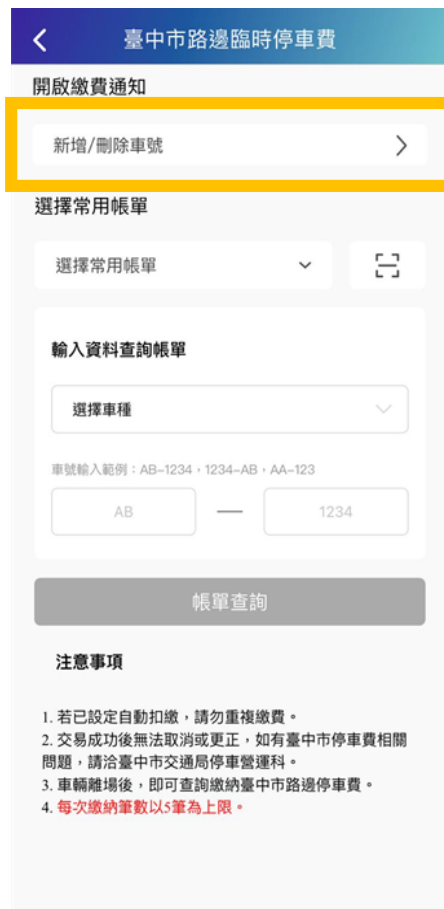 臺中市路邊臨時停車費
開啟繳費通知
新增/刪除車號
選擇常用帳單
選擇常用帳單
輸入資料查詢帳單
選擇車種
車號輸入範例：AB-1234，1234-AB，AA-123
AB — 1234
帳單查詢
注意事項
1. 若已設定自動扣繳，請勿重複繳費。
2. 交易成功後無法取消或更正，如有臺中市停車費相關
問題，請洽臺中市交通局停車營運科。
3. 車輛離場後，即可查詢繳納臺中市路邊停車費。
4. 每次繳納筆數以5筆為上限。